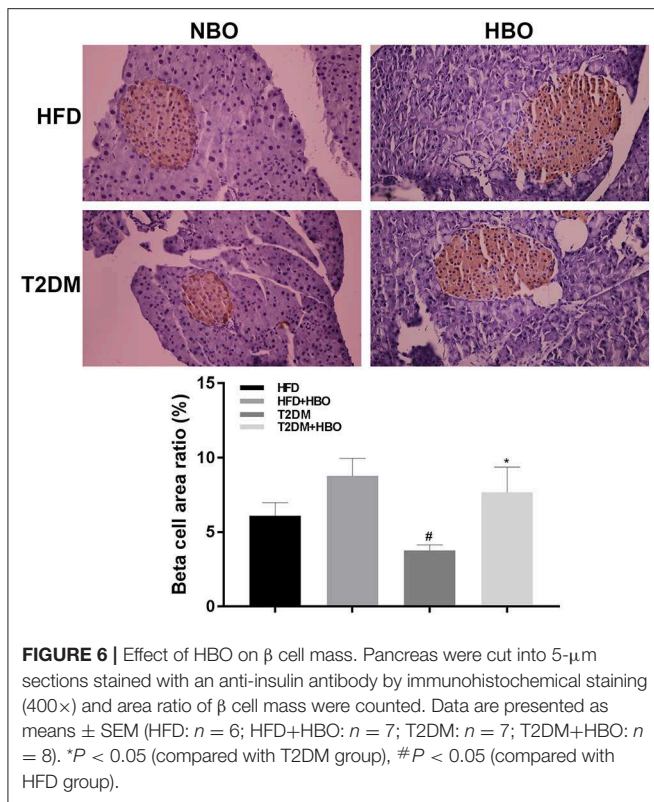 NBO HBO
HFD
T2DM
15
10
5
0
Beta cell area ratio (%)
HFD
HFD+HBO
T2DM
T2DM+HBO
#
*
FIGURE 6 | Effect of HBO on β cell mass. Pancreas were cut into 5-μm
sections stained with an anti-insulin antibody by immunohistochemical staining
(400×) and area ratio of β cell mass were counted. Data are presented as
means ± SEM (HFD: n = 6; HFD+HBO: n = 7; T2DM: n = 7; T2DM+HBO: n
= 8). *P < 0.05 (compared with T2DM group), #P < 0.05 (compared with
HFD group).